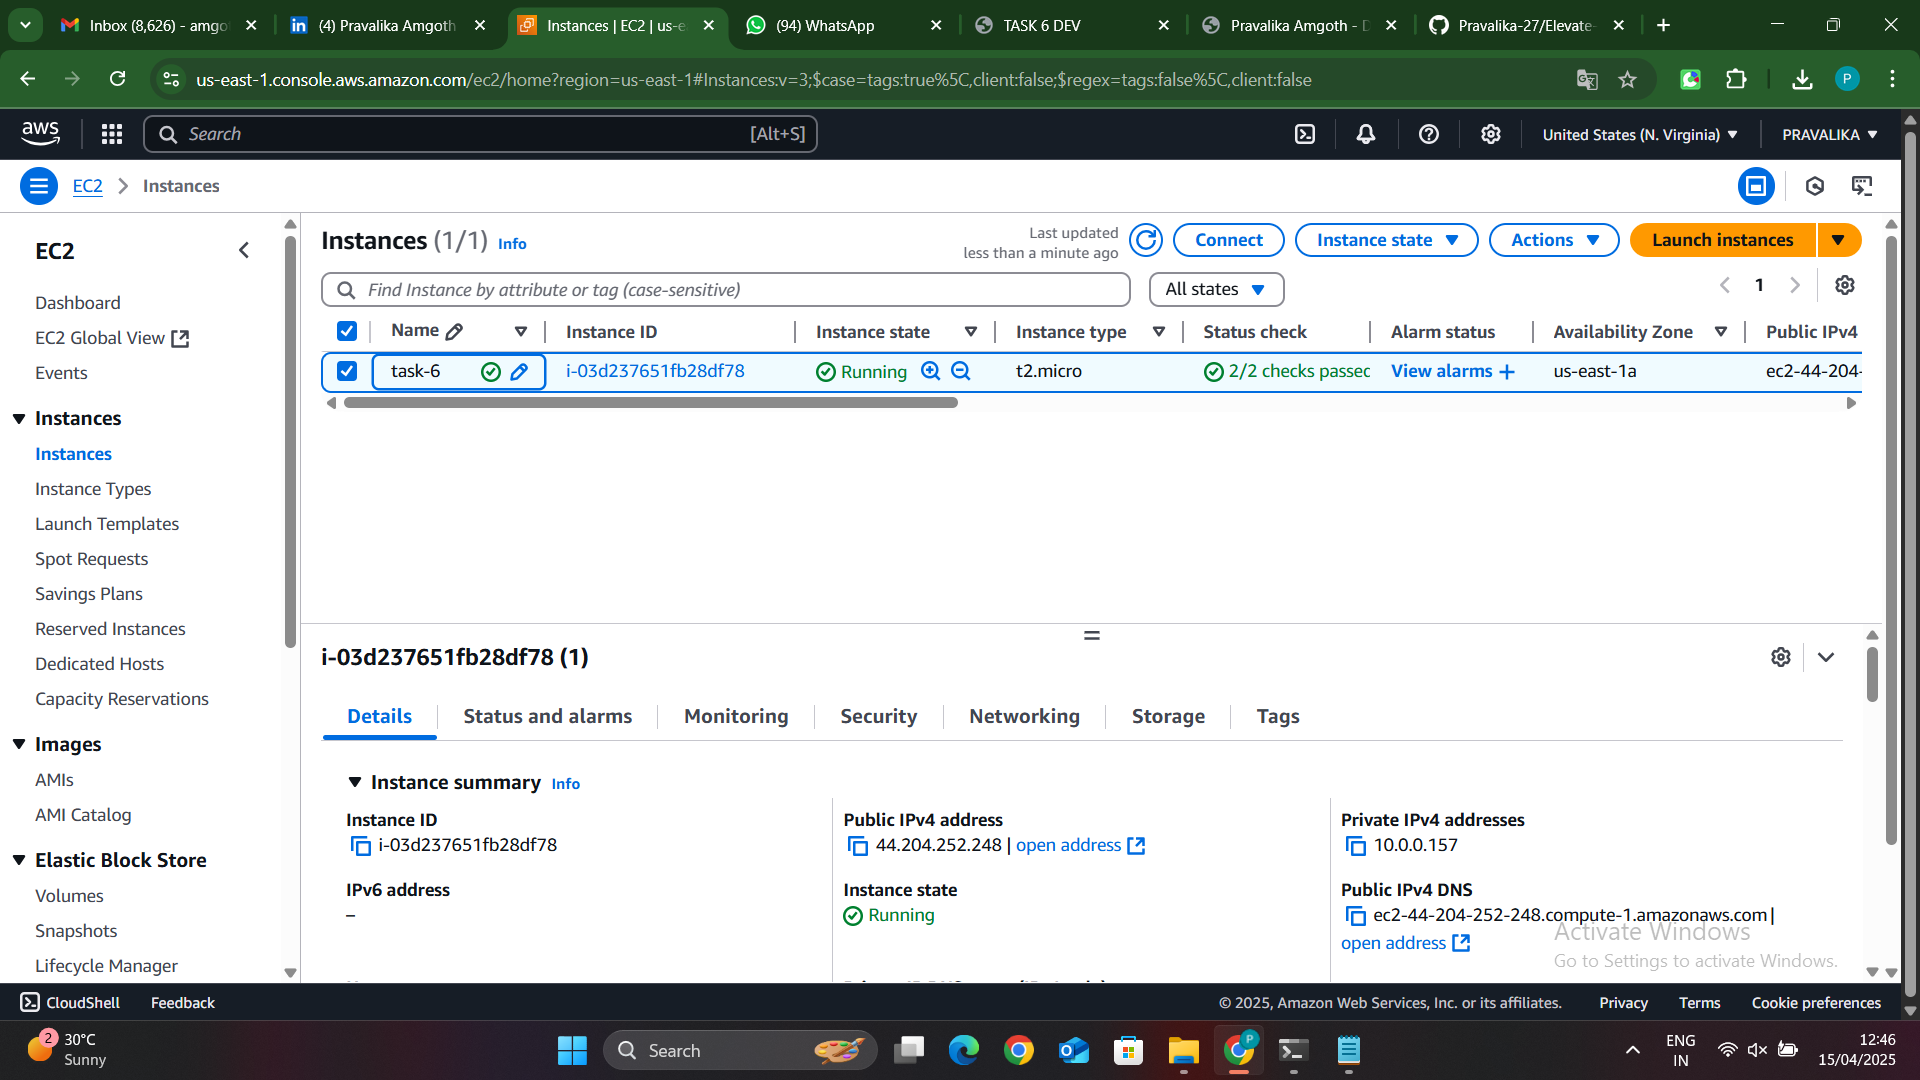 Inbox (8,626) - amgo
(4) Pravalika Amgoth
Instances | EC2 | us-e
(94) WhatsApp
TASK 6 DEV
Pravalika Amgoth - D
Pravalika-27/Elevate-
us-east-1.console.aws.amazon.com/ec2/home?region=us-east-1#Instances:v=3;$case=tags:true%5C,client:false;$regex=tags:false%5C,client:false
P
aws
Search [Alt+S]
United States (N. Virginia)
PRAVALIKA
EC2 > Instances
EC2
Dashboard
EC2 Global View
Events
Instances
Instances
Instance Types
Launch Templates
Spot Requests
Savings Plans
Reserved Instances
Dedicated Hosts
Capacity Reservations
Images
AMIs
AMI Catalog
Elastic Block Store
Volumes
Snapshots
Lifecycle Manager
Instances (1/1) Info
Last updated
less than a minute ago
Connect
Instance state
Actions
Launch instances
Find Instance by attribute or tag (case-sensitive)
All states
1
Name Instance ID Instance state Instance type Status check Alarm status Availability Zone Public IPv4
task-6 i-03d237651fb28df78 Running t2.micro 2/2 checks passed View alarms + us-east-1a ec2-44-204-
i-03d237651fb28df78 (1)
Details Status and alarms Monitoring Security Networking Storage Tags
Instance summary Info
Instance ID
i-03d237651fb28df78
Public IPv4 address
44.204.252.248 | open address
Private IPv4 addresses
10.0.0.157
IPv6 address
–
Instance state
Running
Public IPv4 DNS
ec2-44-204-252-248.compute-1.amazonaws.com |
open address
Activate Windows
Go to Settings to activate Windows.
CloudShell Feedback
© 2025, Amazon Web Services, Inc. or its affiliates. Privacy Terms Cookie preferences
2
30°C
Sunny
Search
P
ENG
IN
12:46
15/04/2025